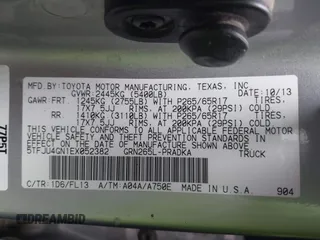 MFD. BY: TOYOTA MOTOR MANUFACTURING, TEXAS, INC.
GVWR: 2445KG (5400LB) DATE: 10/13
GAWR FRT. 1245KG (2755LB) WITH P265/65R17 TIRES,
17X7.5JJ RIMS, AT 200KPA (29PSI) COLD
RR. 1410KG (3110LB) WITH P265/65R17 TIRES,
17X7.5JJ RIMS, AT 200KPA (29PSI) COLD
THIS VEHICLE CONFORMS TO ALL APPLICABLE FEDERAL MOTOR
VEHICLE SAFETY AND THEFT PREVENTION STANDARDS IN
EFFECT ON THE DATE OF MANUFACTURE SHOWN ABOVE.
5TFJU4GN1EX052382 GRN265L-PRADKA
TRUCK
C/TR: 1D6/FL13 A/TM: A04A/A750E MADE IN U.S.A. 904
DREAMBID